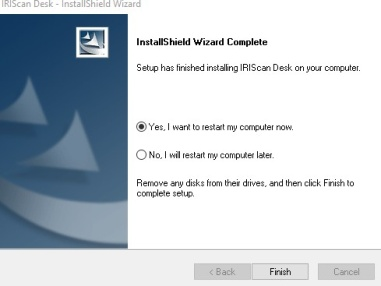 IRIScan Desk - InstallShield Wizard
InstallShield Wizard Complete
Setup has finished installing IRIScan Desk on your computer.
Yes, I want to restart my computer now.
No, I will restart my computer later.
Remove any disks from their drives, and then click Finish to
complete setup.
< Back
Finish
Cancel